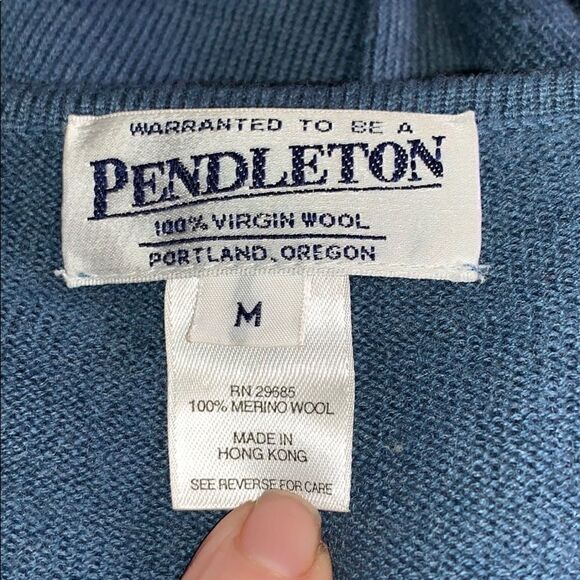 WARRANTED TO BE A
PENDLETON
100% VIRGIN WOOL
PORTLAND, OREGON
M
RN 29685
100% MERINO WOOL
MADE IN
HONG KONG
SEE REVERSE FOR CARE